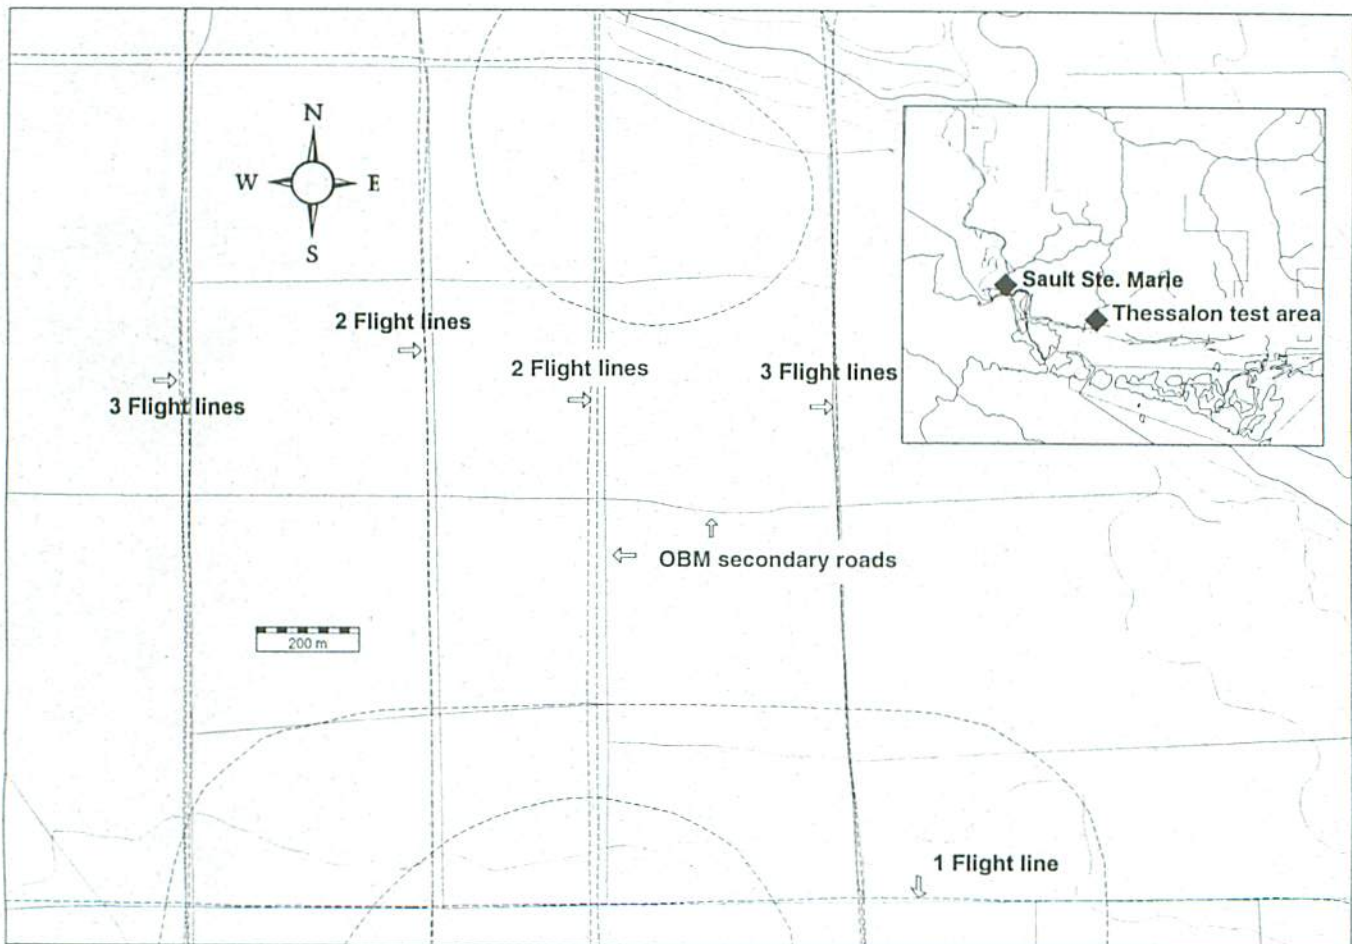 N
W E
S
Sault Ste. Marie
Thessalon test area
2 Flight lines
2 Flight lines
3 Flight lines
3 Flight lines
OBM secondary roads
200 m
1 Flight line